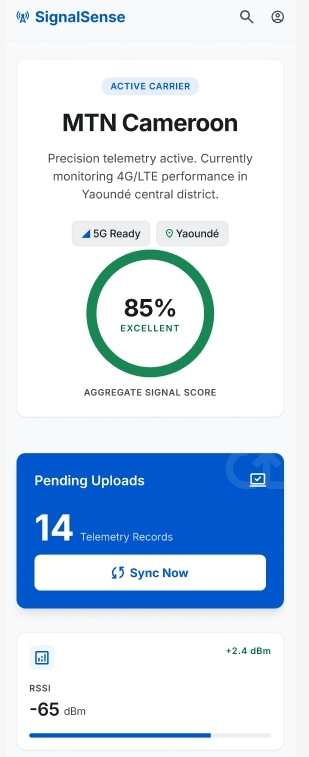 SignalSense
ACTIVE CARRIER
MTN Cameroon
Precision telemetry active. Currently
monitoring 4G/LTE performance in
Yaoundé central district.
5G Ready
Yaoundé
85%
EXCELLENT
AGGREGATE SIGNAL SCORE
Pending Uploads
14 Telemetry Records
Sync Now
+2.4 dBm
RSSI
-65 dBm